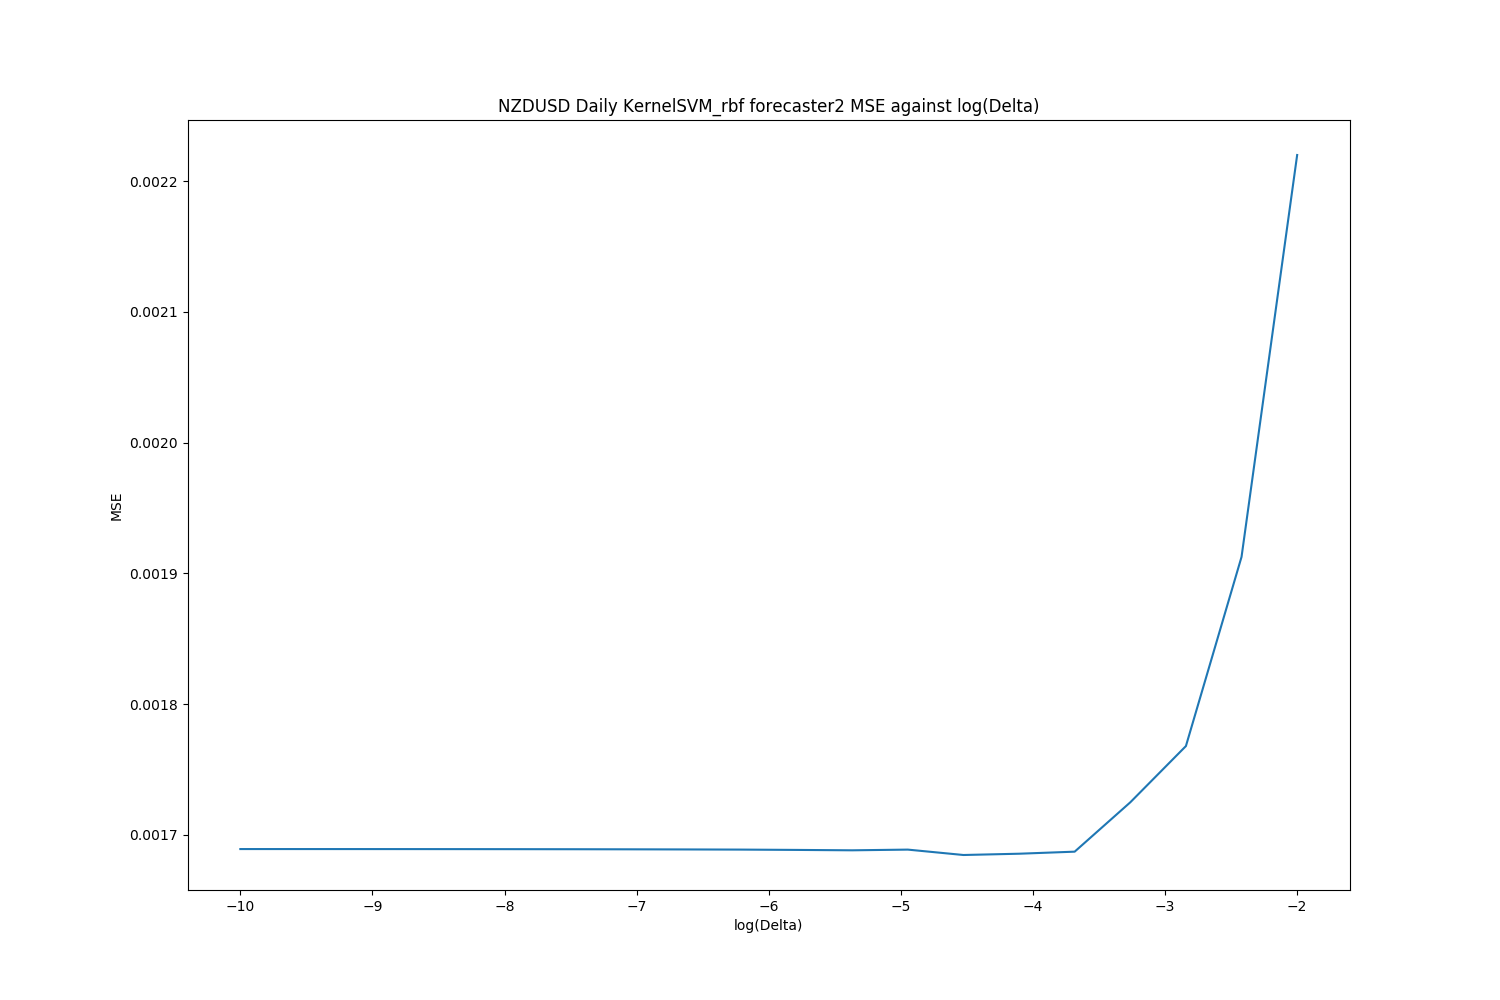 NZDUSD Daily KernelSVM_rbf forecaster2 MSE against log(Delta)
0.0022
0.0021
0.0020
0.0019
0.0018
0.0017
MSE
−10 −9 −8 −7 −6 −5 −4 −3 −2
log(Delta)